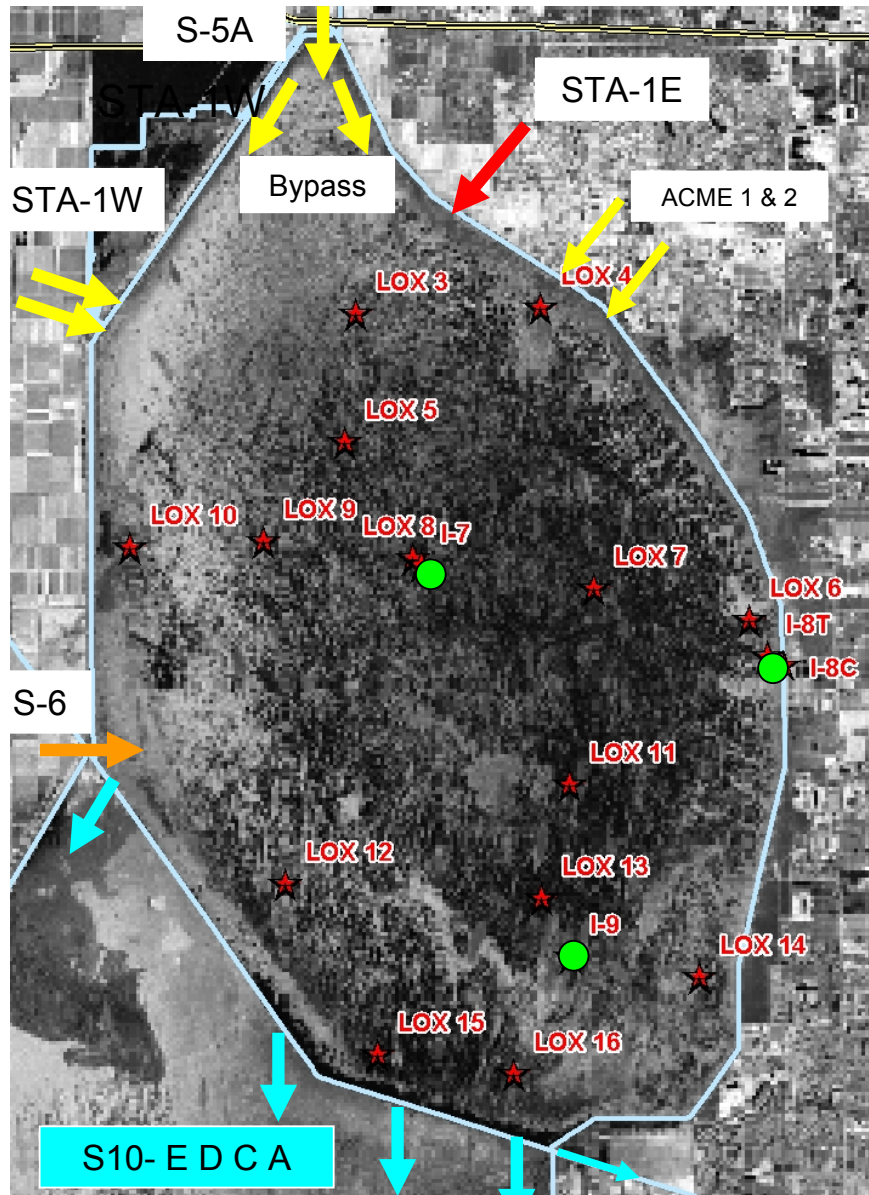 S-5A
STA-1W
STA-1E
Bypass
STA-1W
ACME 1 & 2
LOX 3
LOX 4
LOX 5
LOX 10
LOX 9
LOX 8
I-7
LOX 7
LOX 6
I-8T
I-8C
S-6
LOX 11
LOX 12
LOX 13
I-9
LOX 14
LOX 15
LOX 16
S10- E D C A